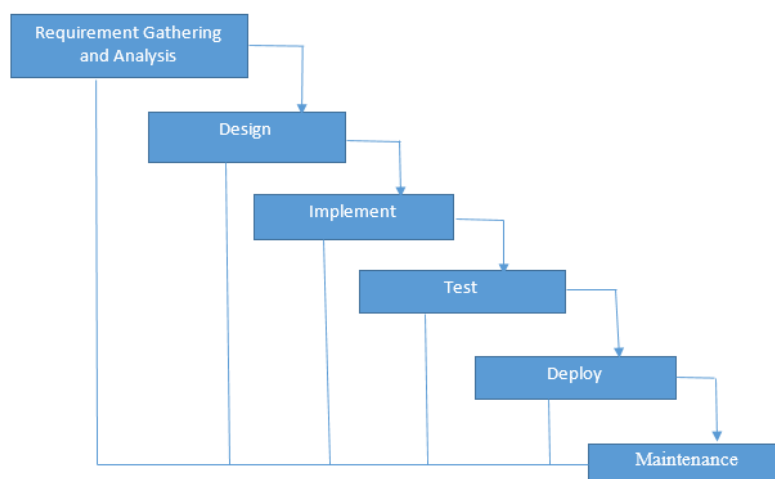 Requirement Gathering
and Analysis
Design
Implement
Test
Deploy
Maintenance